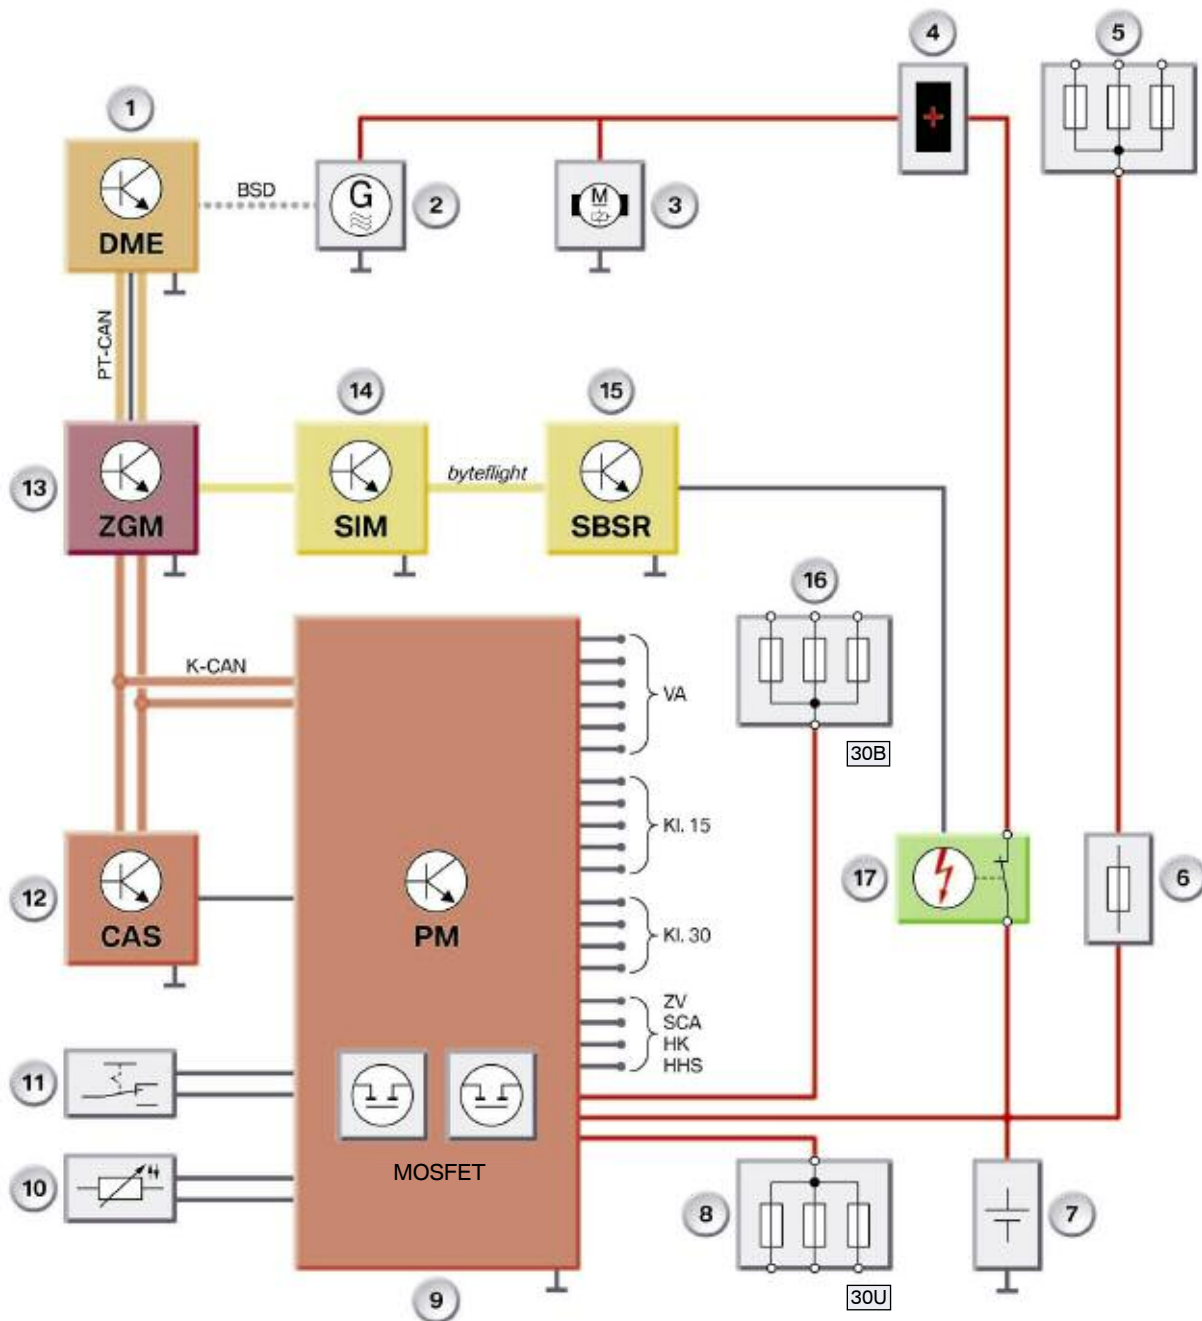 4
5
1
DME
BSD
G
2
M
3
PT-CAN
14
15
13
ZGM
SIM
byteflight
SBSR
16
K-CAN
VA
30B
Kl. 15
17
6
12
CAS
PM
Kl. 30
ZV
SCA
HK
HHS
11
MOSFET
10
8
7
9
30U